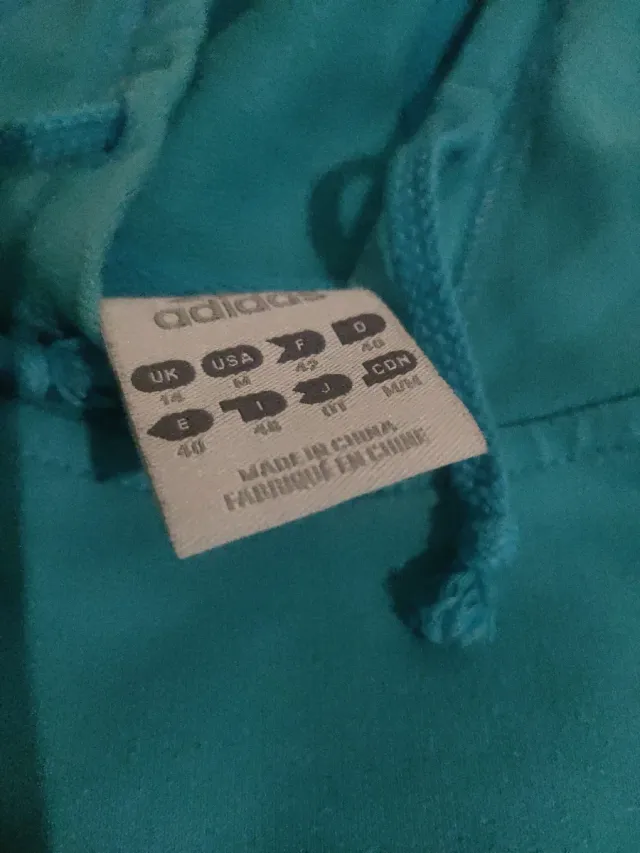 adidas
UK USA F D
14 M 42 40
E I J CDN
40 46 OT M/M
MADE IN CHINA
FABRIQUÉ EN CHINE